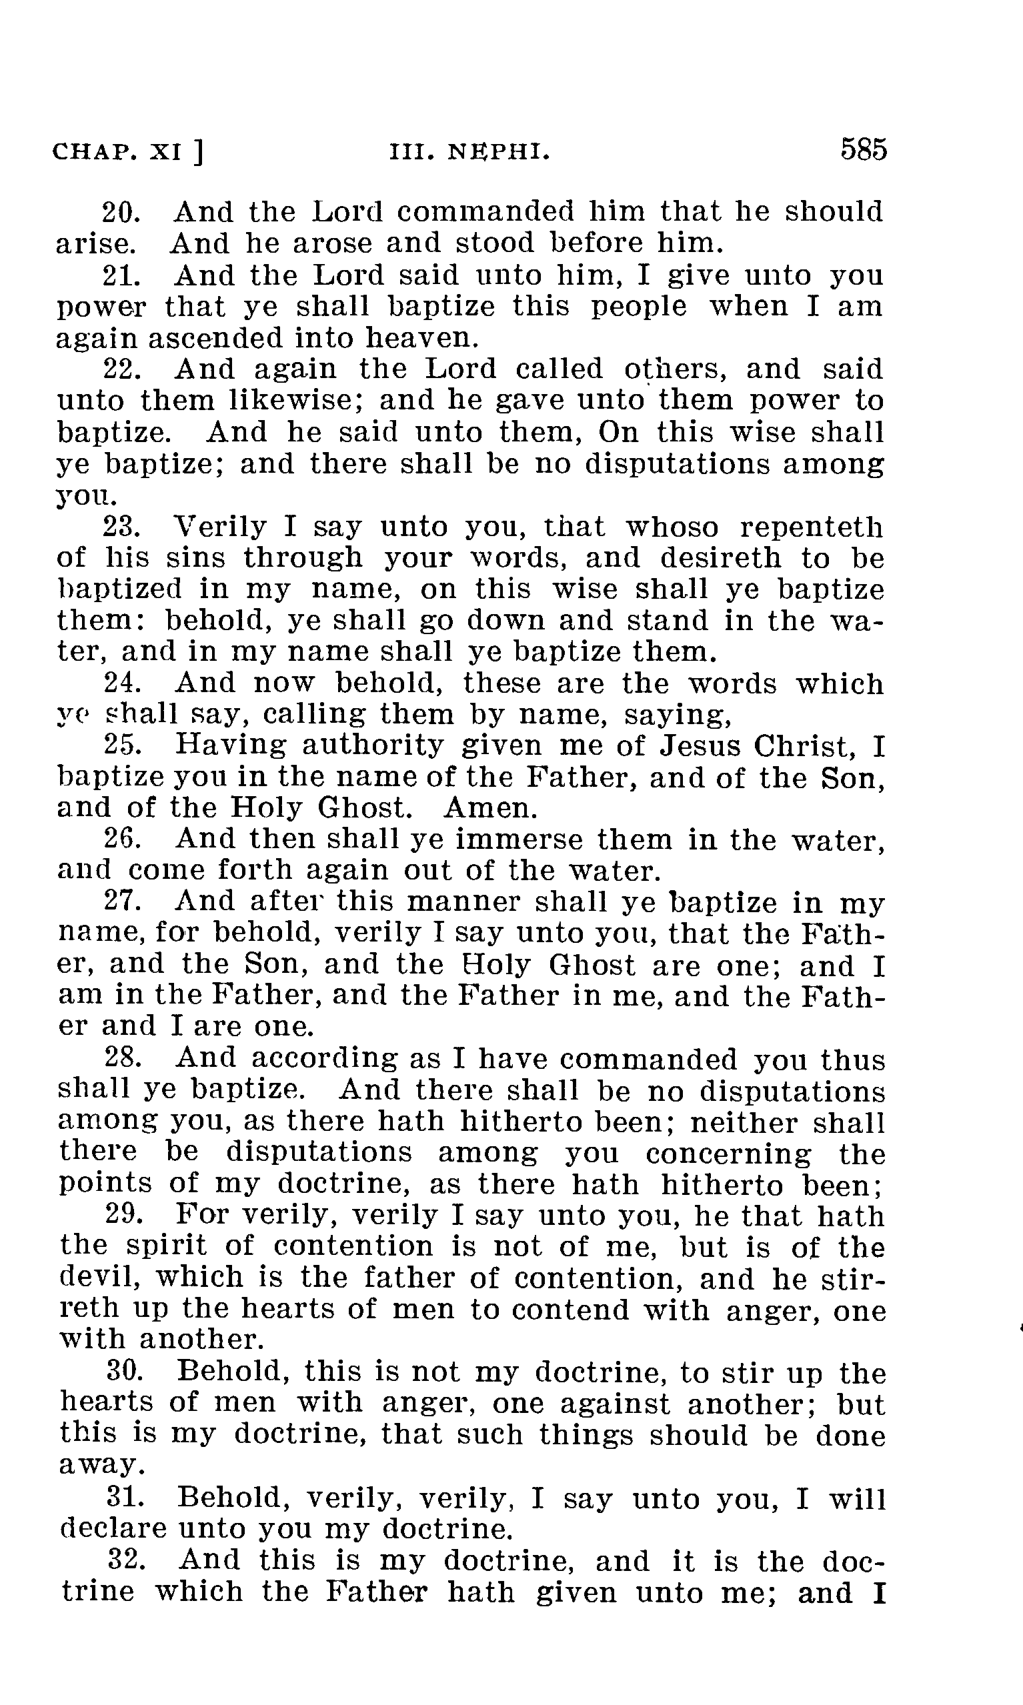 CHAP. XI ] III. NEPHI. 585
20. And the Lord commanded him that he should
arise. And he arose and stood before him.
21. And the Lord said unto him, I give unto you
power that ye shall baptize this people when I am
again ascended into heaven.
22. And again the Lord called others, and said
unto them likewise; and he gave unto them power to
baptize. And he said unto them, On this wise shall
ye baptize; and there shall be no disputations among
you.
23. Verily I say unto you, that whoso repenteth
of his sins through your words, and desireth to be
baptized in my name, on this wise shall ye baptize
them: behold, ye shall go down and stand in the wa-
ter, and in my name shall ye baptize them.
24. And now behold, these are the words which
ye shall say, calling them by name, saying,
25. Having authority given me of Jesus Christ, I
baptize you in the name of the Father, and of the Son,
and of the Holy Ghost. Amen.
26. And then shall ye immerse them in the water,
and come forth again out of the water.
27. And after this manner shall ye baptize in my
name, for behold, verily I say unto you, that the Fath-
er, and the Son, and the Holy Ghost are one; and I
am in the Father, and the Father in me, and the Fath-
er and I are one.
28. And according as I have commanded you thus
shall ye baptize. And there shall be no disputations
among you, as there hath hitherto been; neither shall
there be disputations among you concerning the
points of my doctrine, as there hath hitherto been;
29. For verily, verily I say unto you, he that hath
the spirit of contention is not of me, but is of the
devil, which is the father of contention, and he stir-
reth up the hearts of men to contend with anger, one
with another.
30. Behold, this is not my doctrine, to stir up the
hearts of men with anger, one against another; but
this is my doctrine, that such things should be done
away.
31. Behold, verily, verily, I say unto you, I will
declare unto you my doctrine.
32. And this is my doctrine, and it is the doc-
trine which the Father hath given unto me; and I